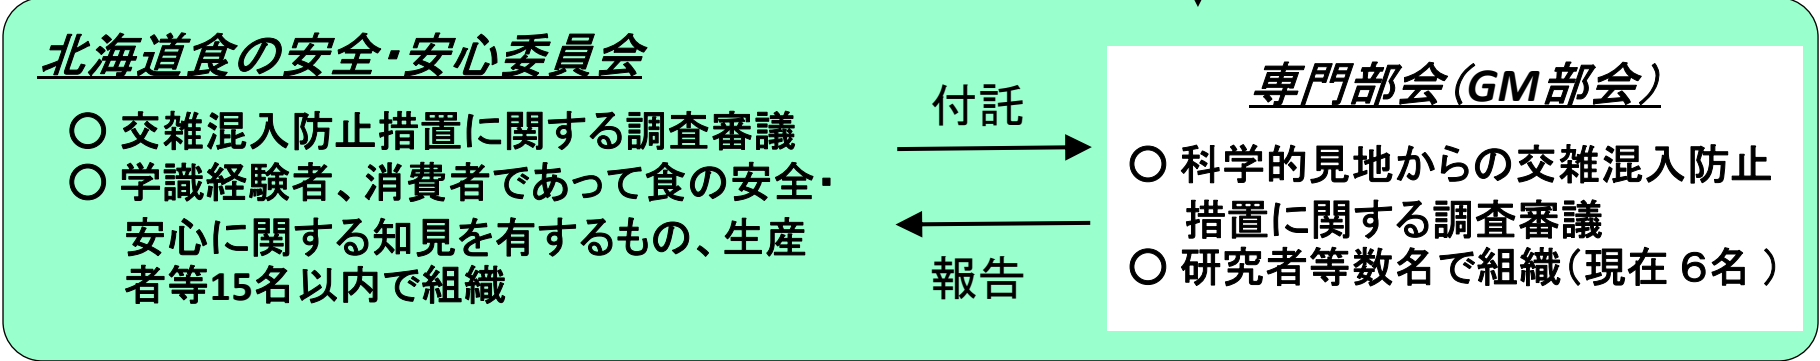 北海道食の安全・安心委員会
○ 交雑混入防止措置に関する調査審議
○ 学識経験者、消費者であって食の安全・
安心に関する知見を有するもの、生産
者等15名以内で組織
付託
報告
専門部会（GM部会）
○ 科学的見地からの交雑混入防止
措置に関する調査審議
○ 研究者等数名で組織（現在 ６名 ）